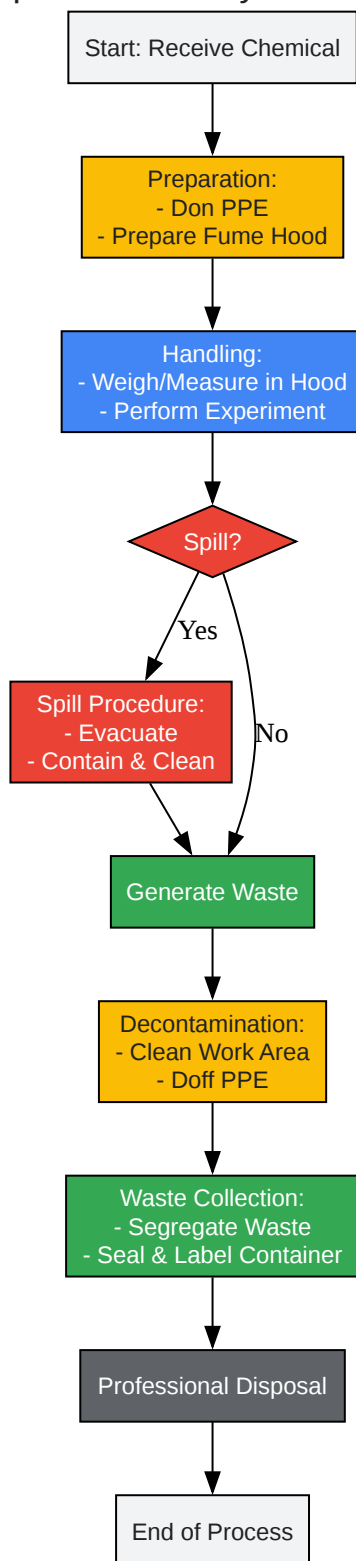 Start: Receive Chemical
Preparation:
- Don PPE
- Prepare Fume Hood
Handling:
- Weigh/Measure in Hood
- Perform Experiment
Spill?
Yes
Spill Procedure:
- Evacuate
- Contain & Clean
No
Generate Waste
Decontamination:
- Clean Work Area
- Doff PPE
Waste Collection:
- Segregate Waste
- Seal & Label Container
Professional Disposal
End of Process